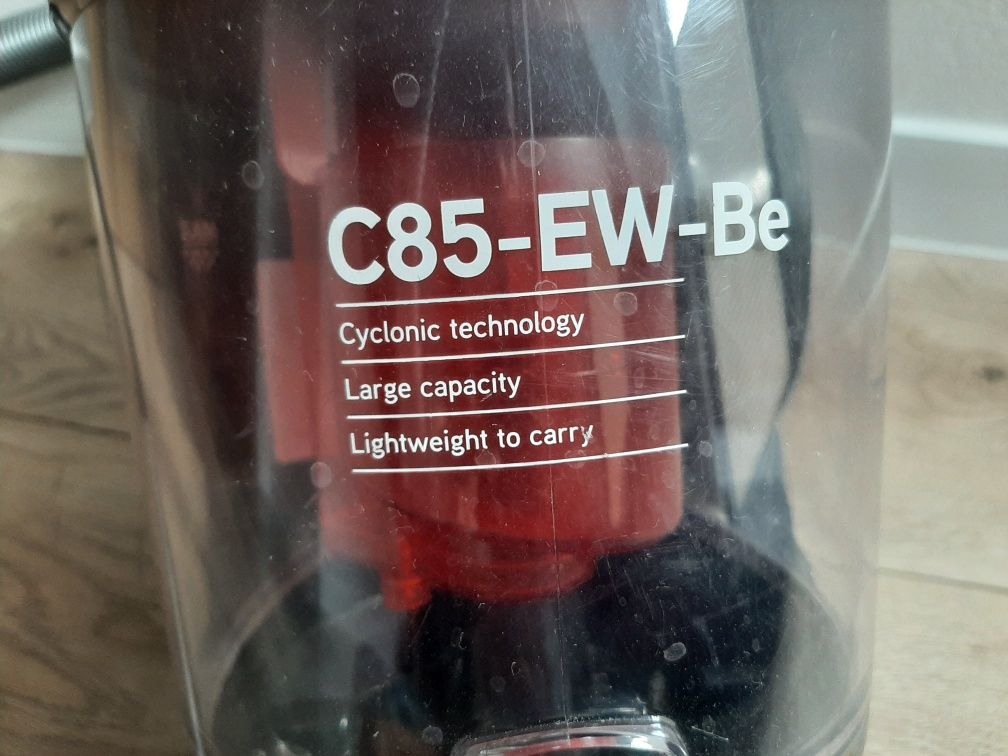 C85-EW-Be
Cyclonic technology
Large capacity
Lightweight to carry